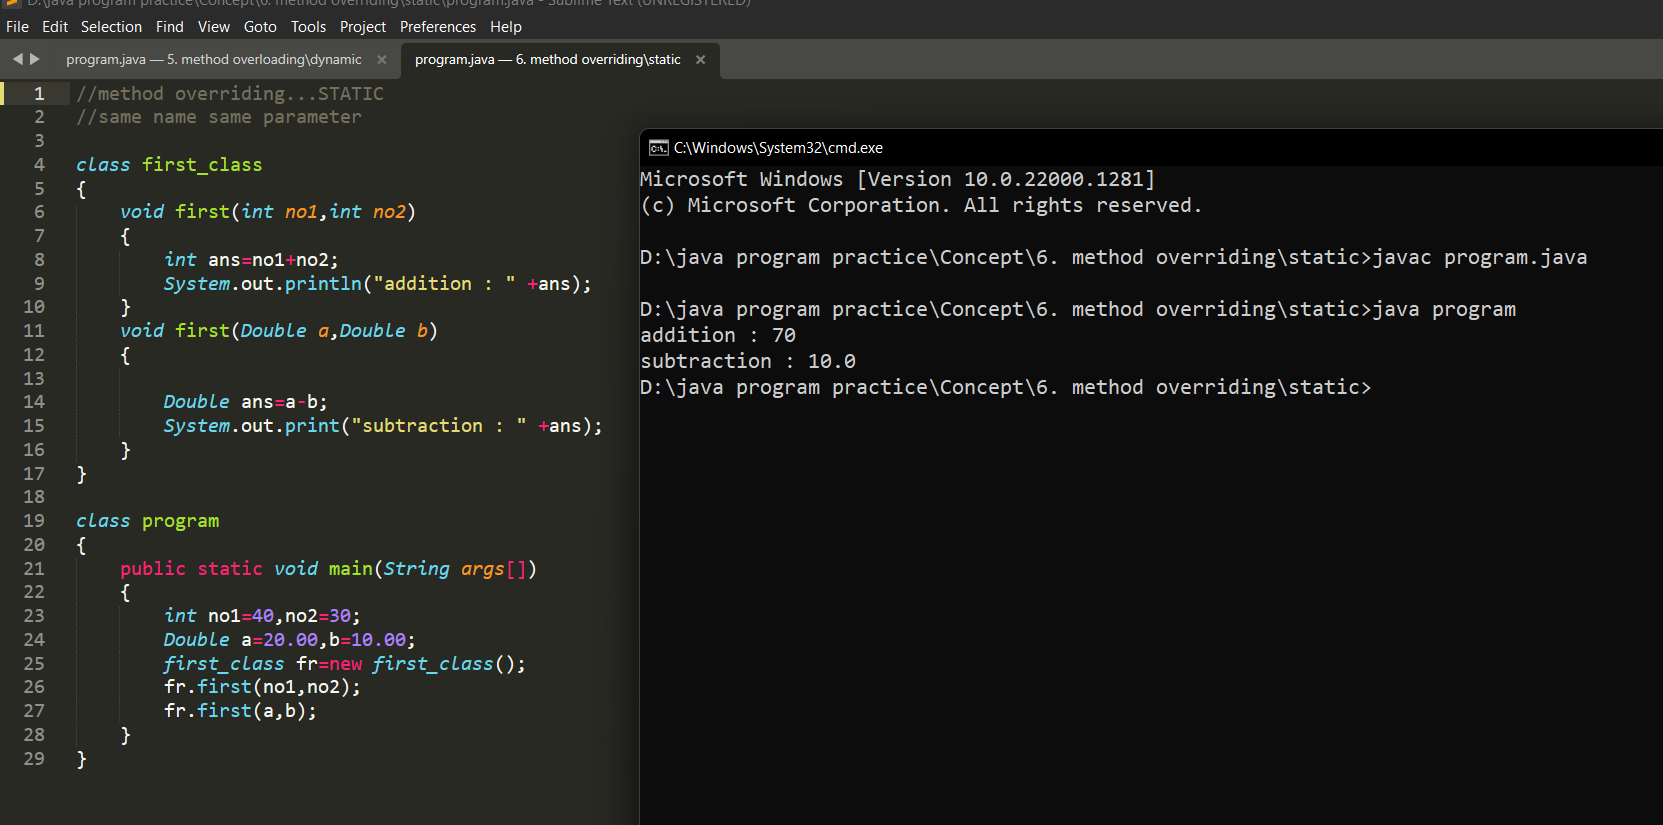 D:\java program practice\Concept\6. method overriding\static\program.java - Sublime Text (UNREGISTERED)
File Edit Selection Find View Goto Tools Project Preferences Help
program.java — 5. method overloading\dynamic × program.java — 6. method overriding\static ×
1 //method overriding...STATIC
2 //same name same parameter
3
4 class first_class
5 {
6 void first(int no1,int no2)
7 {
8 int ans=no1+no2;
9 System.out.println("addition : " +ans);
10 }
11 void first(Double a,Double b)
12 {
13
14 Double ans=a-b;
15 System.out.print("subtraction : " +ans);
16 }
17 }
18
19 class program
20 {
21 public static void main(String args[])
22 {
23 int no1=40,no2=30;
24 Double a=20.00,b=10.00;
25 first_class fr=new first_class();
26 fr.first(no1,no2);
27 fr.first(a,b);
28 }
29 }
C:\Windows\System32\cmd.exe
Microsoft Windows [Version 10.0.22000.1281]
(c) Microsoft Corporation. All rights reserved.
D:\java program practice\Concept\6. method overriding\static>javac program.java
D:\java program practice\Concept\6. method overriding\static>java program
addition : 70
subtraction : 10.0
D:\java program practice\Concept\6. method overriding\static>